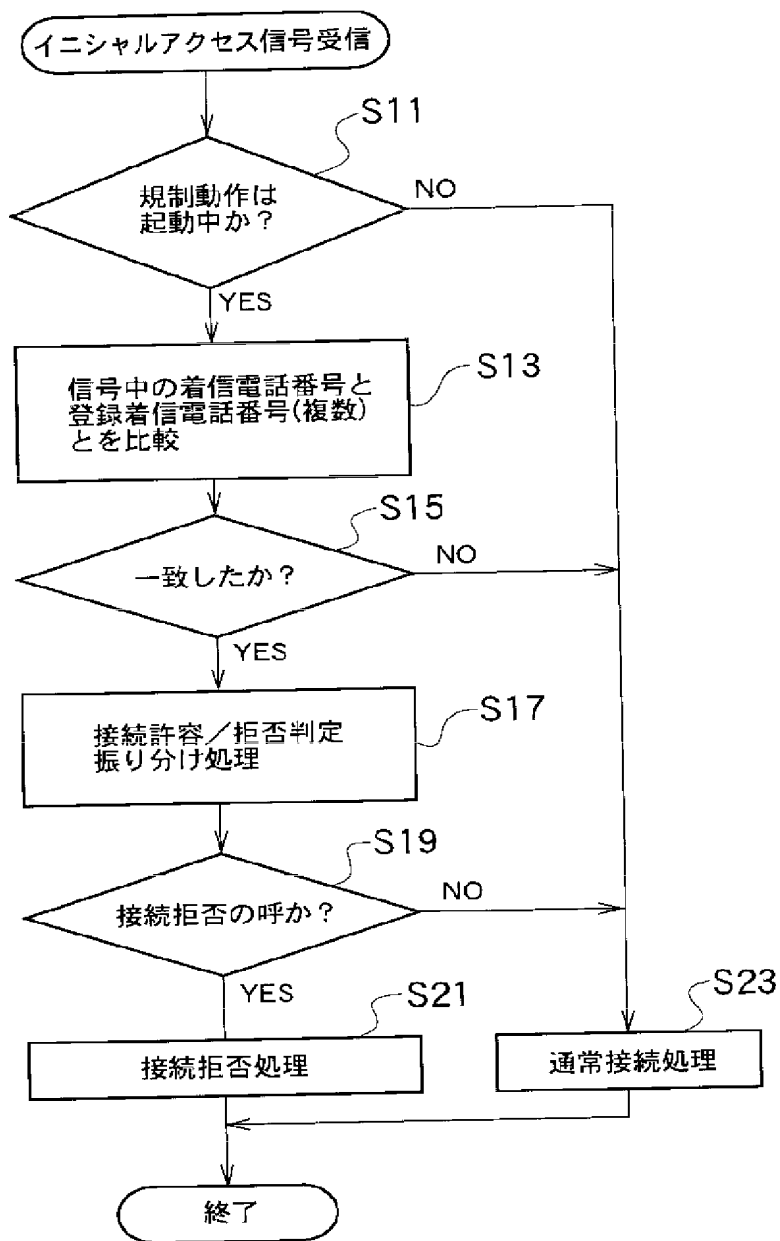 イニシャルアクセス信号受信
S11
規制動作は
起動中か？
NO
YES
S13
信号中の着信電話番号と
登録着信電話番号(複数)
とを比較
S15
一致したか？
NO
YES
S17
接続許容／拒否判定
振り分け処理
S19
接続拒否の呼か？
NO
YES
S21
接続拒否処理
S23
通常接続処理
終了